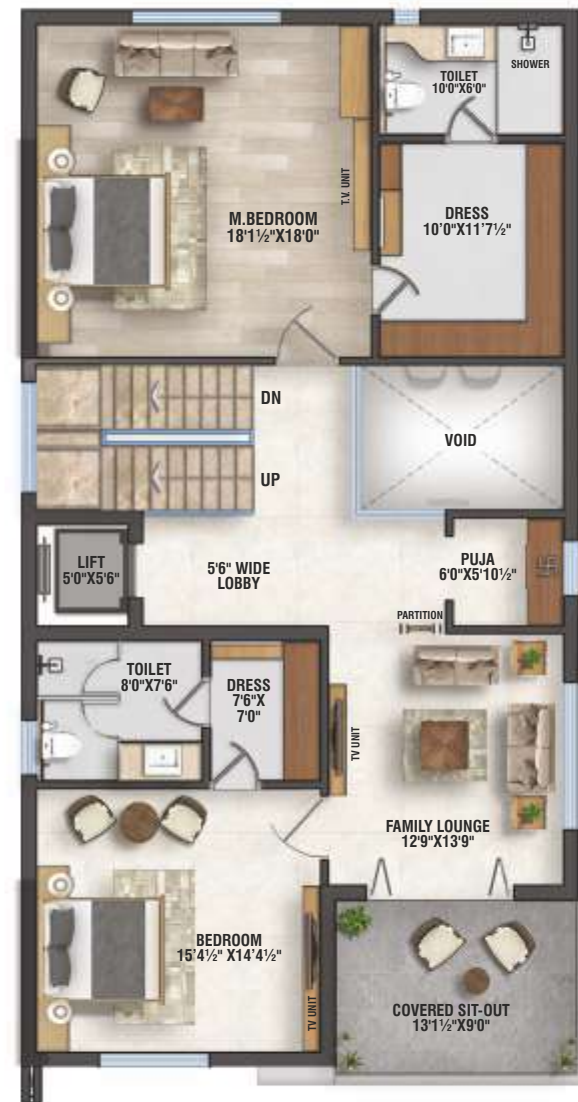 TOILET
10'0"X6'0"
SHOWER
M.BEDROOM
18'1½"X18'0"
T.V. UNIT
DRESS
10'0"X11'7½"
DN
UP
VOID
LIFT
5'0"X5'6"
5'6" WIDE
LOBBY
PUJA
6'0"X5'10½"
PARTITION
TOILET
8'0"X7'6"
DRESS
7'6"X
7'0"
TV UNIT
FAMILY LOUNGE
12'9"X13'9"
BEDROOM
15'4½" X14'4½"
TV UNIT
COVERED SIT-OUT
13'1½"X9'0"